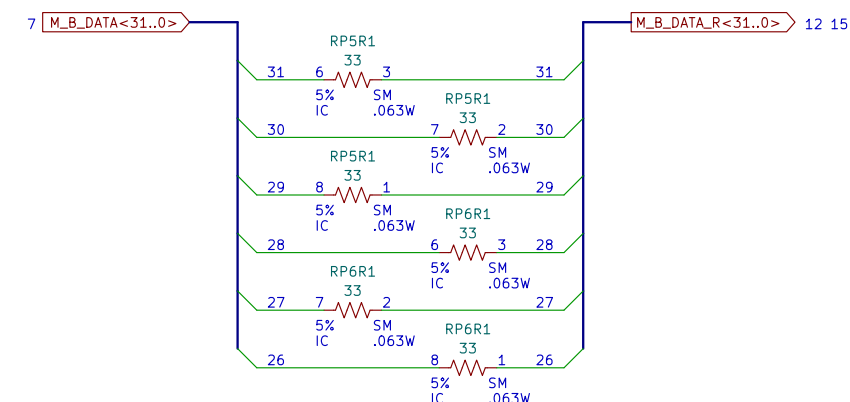 7 M_B_DATA<31..0> M_B_DATA_R<31..0> 12 15
RP5R1
33
31 6 3 31
5% SM
IC .063W
RP5R1
33
30 7 2 30
5% SM
IC .063W
RP5R1
33
29 8 1 29
5% SM
IC .063W
RP6R1
33
28 6 3 28
5% SM
IC .063W
RP6R1
33
27 7 2 27
5% SM
IC .063W
RP6R1
33
26 8 1 26
5% SM
IC .063W